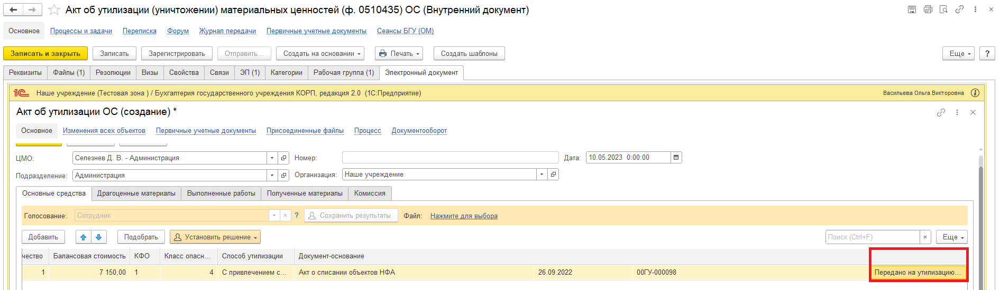 Акт об утилизации (уничтожении) материальных ценностей (ф. 0510435) ОС (Внутренний документ)
Основное Процессы и задачи Переписка Форум Журнал передачи Первичные учетные документы Сеансы БГУ (ОМ)
Записать и закрыть Записать Зарегистрировать Отправить... Создать на основании Печать Создать шаблоны Еще ?
Реквизиты Файлы (1) Резолюции Визы Свойства Связи ЭП (1) Категории Рабочая группа (1) Электронный документ
1С Наше учреждение (Тестовая зона ) / Бухгалтерия государственного учреждения КОРП, редакция 2.0 (1С:Предприятие) Васильева Ольга Викторовна
Акт об утилизации ОС (создание) *
Основное Изменения всех объектов Первичные учетные документы Присоединенные файлы Процесс Документооборот
ЦМО: Селезнев Д. В. - Администрация Номер: Дата: 10.05.2023 0:00:00
Подразделение: Администрация Организация: Наше учреждение
Основные средства Драгоценные материалы Выполненные работы Полученные материалы Комиссия
Голосование: Сотрудник ? Сохранить результаты Файл: Нажмите для выбора
Добавить Подобрать Установить решение Поиск (Ctrl+F) × Еще
чество Балансовая стоимость КФО Класс опасн... Способ утилизации Документ-основание
1 7 150,00 1 4 С привлечением с... Акт о списании объектов НФА 26.09.2022 00ГУ-000098 Передано на утилизацию...